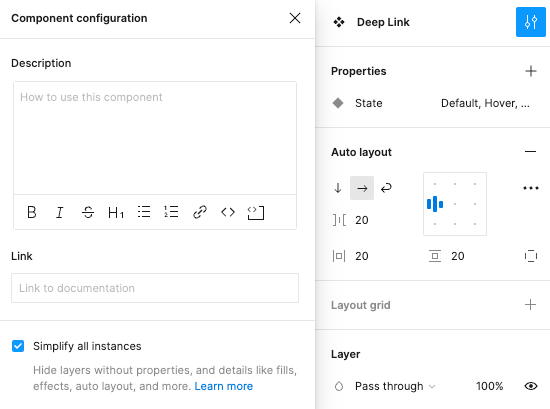 Component configuration
Description
How to use this component
B I S H1
Link
Link to documentation
Simplify all instances
Hide layers without properties, and details like fills,
effects, auto layout, and more. Learn more
Deep Link
Properties
State Default, Hover, ...
Auto layout
20
20 20
Layout grid
Layer
Pass through 100%